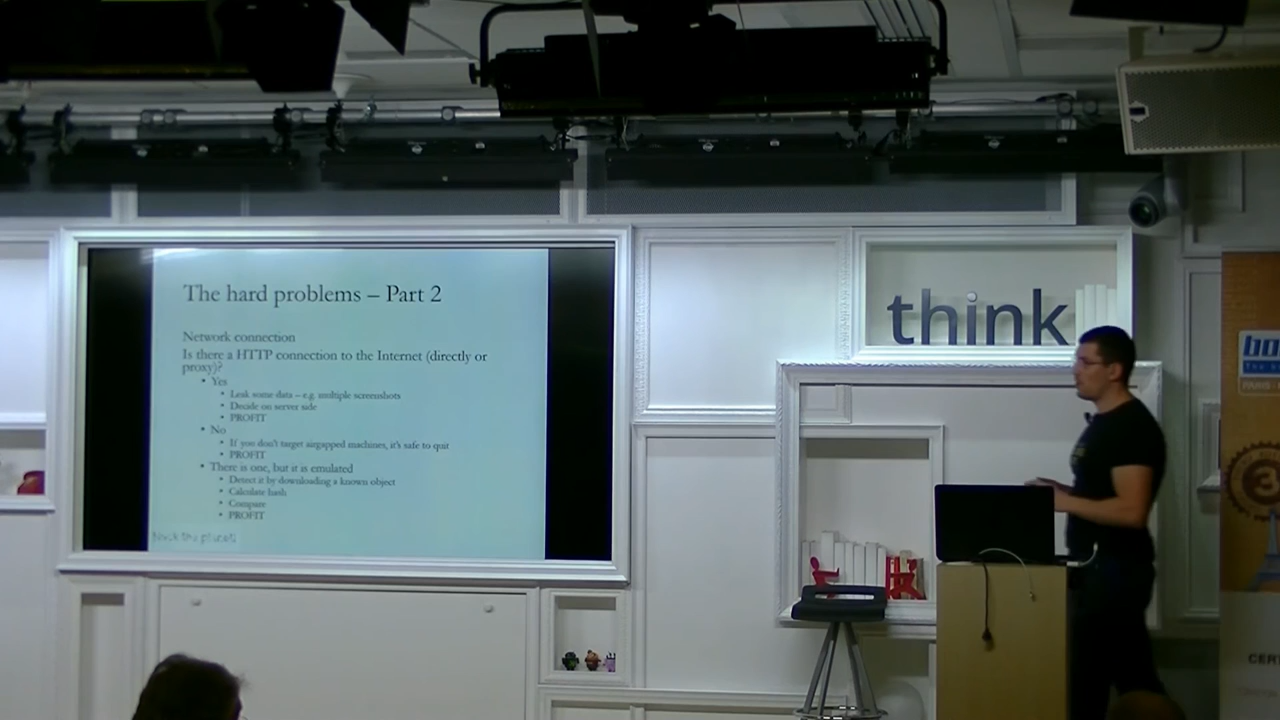 The hard problems – Part 2
Network connection
Is there a HTTP connection to the Internet (directly or
proxy)?
• Yes
• Leak some data – e.g. multiple screenshots
• Decide on server side
• PROFIT
• No
• If you don't target airgapped machines, it's safe to quit
• PROFIT
• There is one, but it is emulated
• Detect it by downloading a known object
• Calculate hash
• Compare
• PROFIT
hack the planet
think